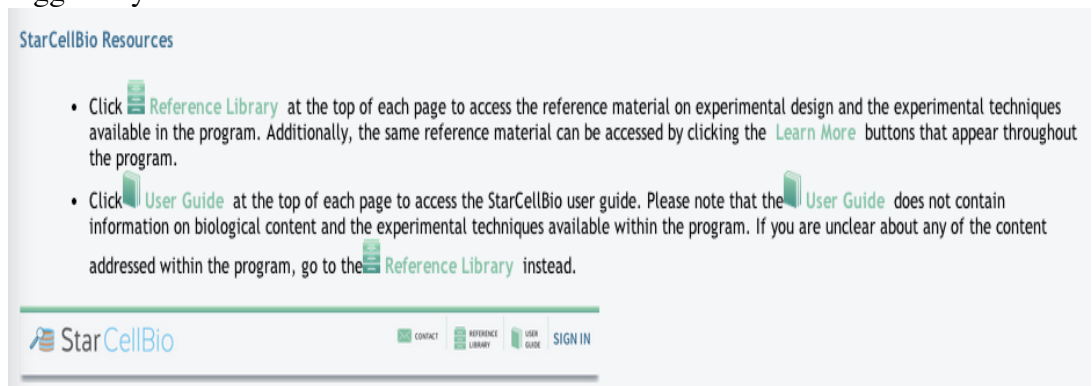 StarCellBio Resources
• Click Reference Library at the top of each page to access the reference material on experimental design and the experimental techniques
available in the program. Additionally, the same reference material can be accessed by clicking the Learn More buttons that appear throughout
the program.
• Click User Guide at the top of each page to access the StarCellBio user guide. Please note that the User Guide does not contain
information on biological content and the experimental techniques available within the program. If you are unclear about any of the content
addressed within the program, go to the Reference Library instead.
StarCellBio CONTACT REFERENCE LIBRARY USER GUIDE SIGN IN